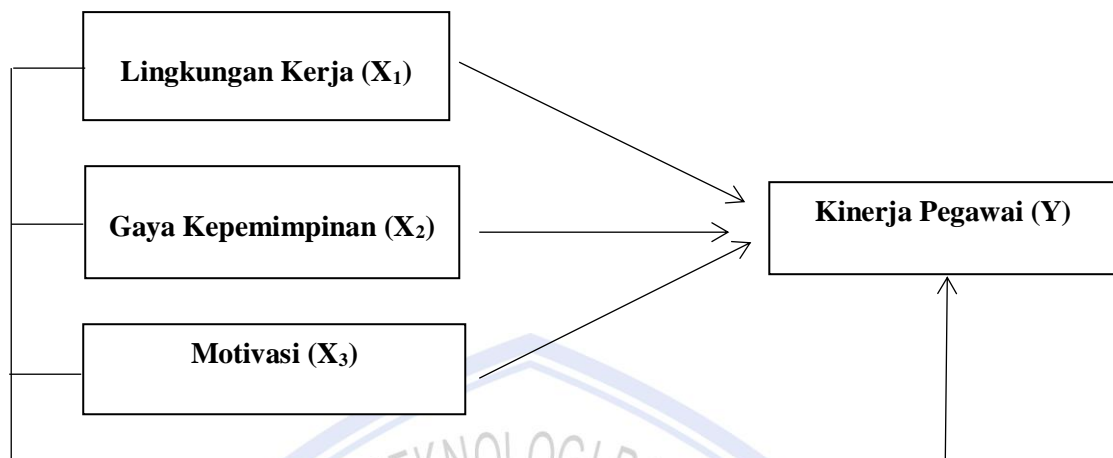 Lingkungan Kerja (X₁)
Gaya Kepemimpinan (X₂)
Kinerja Pegawai (Y)
Motivasi (X₃)